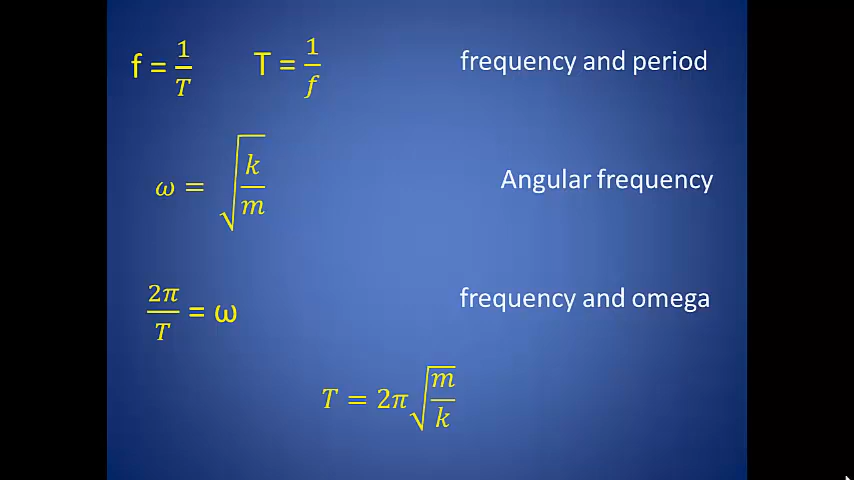 f = 1/T    T = 1/f    frequency and period
ω = √(k/m)    Angular frequency
2π/T = ω    frequency and omega
T = 2π√(m/k)